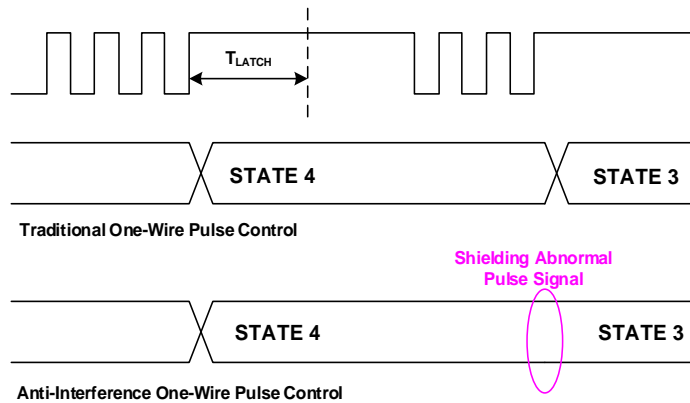 TLATCH
STATE 4
STATE 3
Traditional One-Wire Pulse Control
Shielding Abnormal
Pulse Signal
STATE 4
STATE 3
Anti-Interference One-Wire Pulse Control